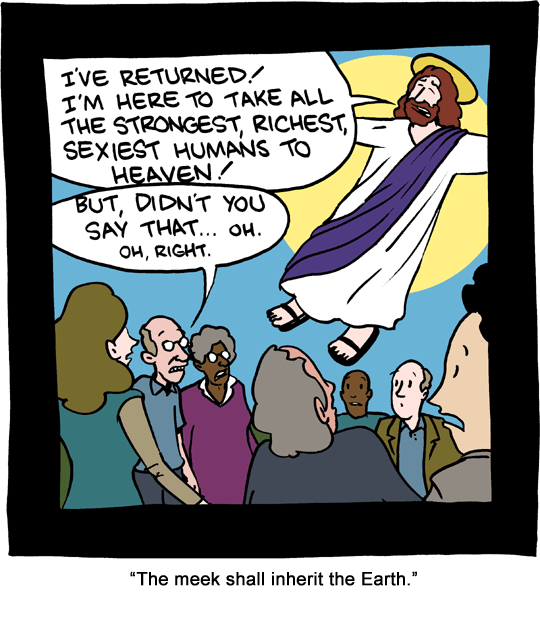 I'VE RETURNED!
I'M HERE TO TAKE ALL
THE STRONGEST, RICHEST,
SEXIEST HUMANS TO
HEAVEN!
BUT, DIDN'T YOU
SAY THAT... OH.
OH, RIGHT.
“The meek shall inherit the Earth.”